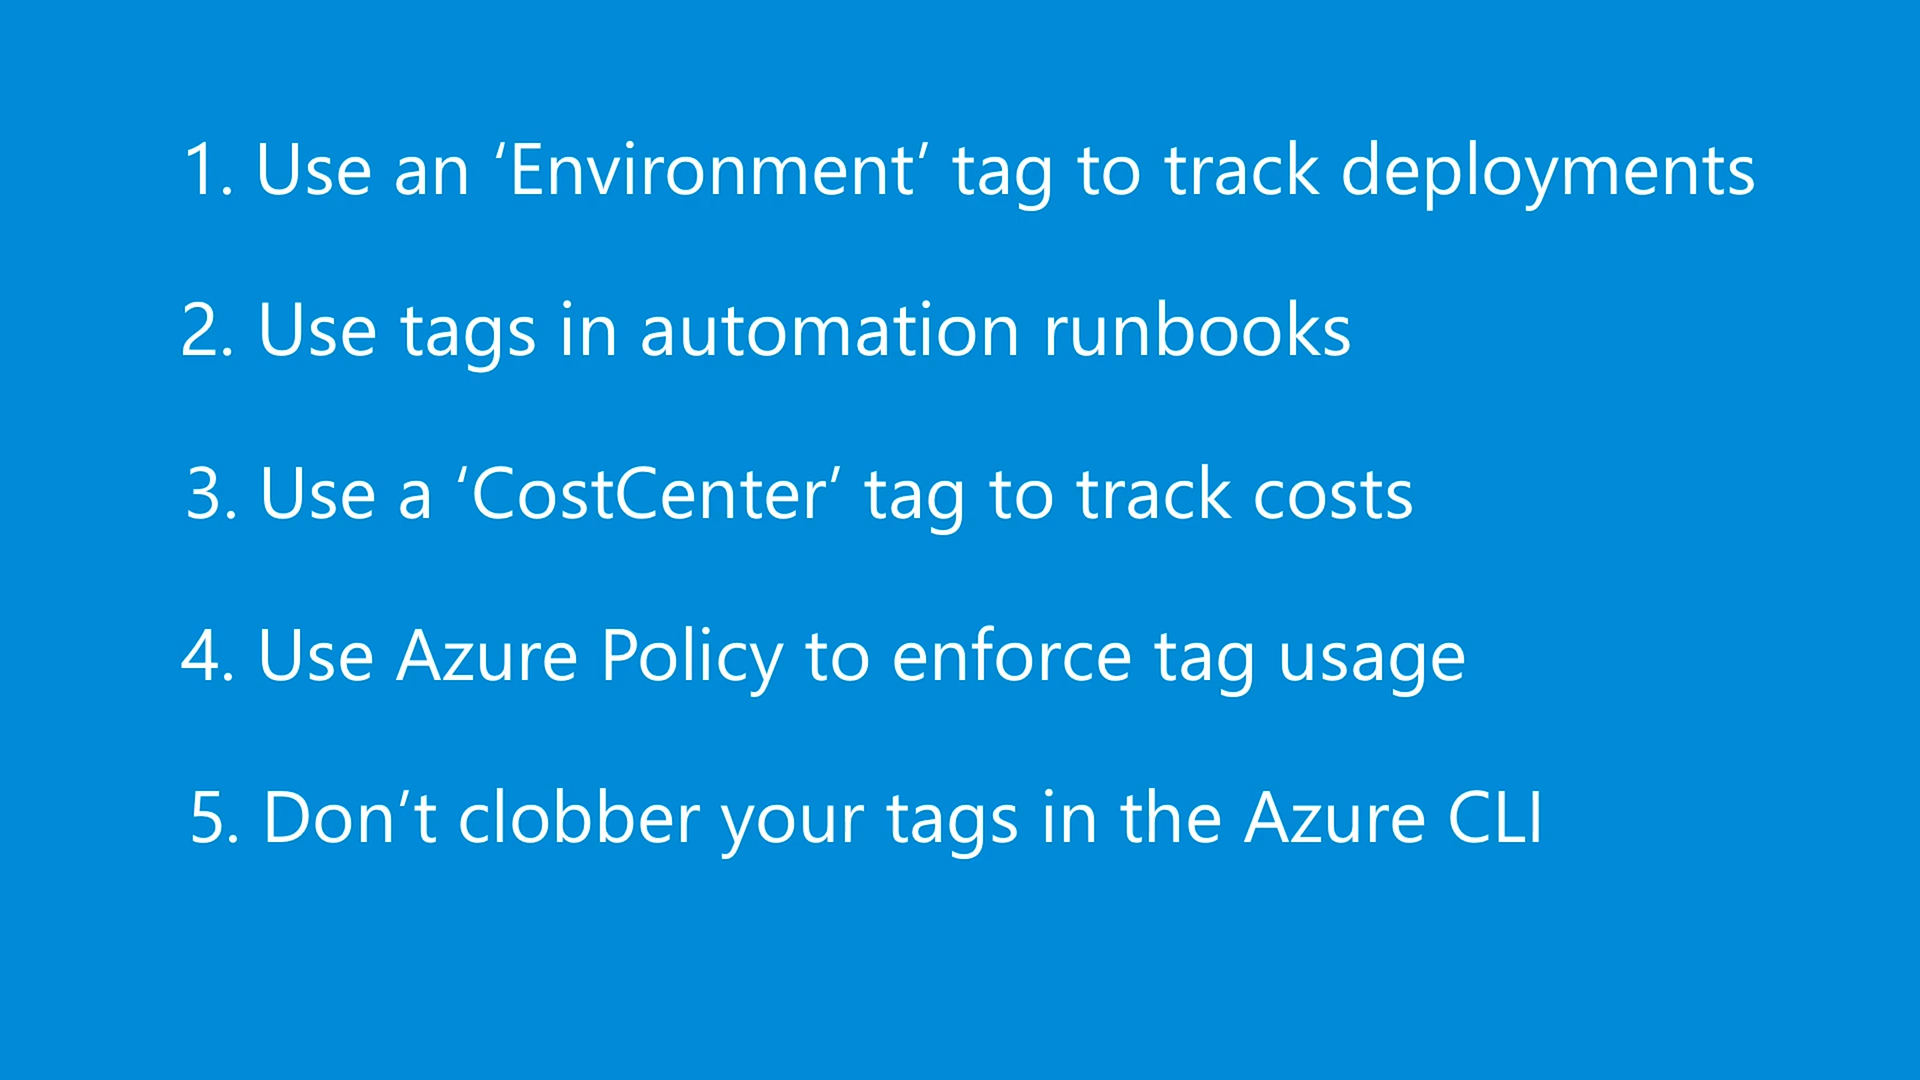 1. Use an ‘Environment’ tag to track deployments
2. Use tags in automation runbooks
3. Use a ‘CostCenter’ tag to track costs
4. Use Azure Policy to enforce tag usage
5. Don’t clobber your tags in the Azure CLI